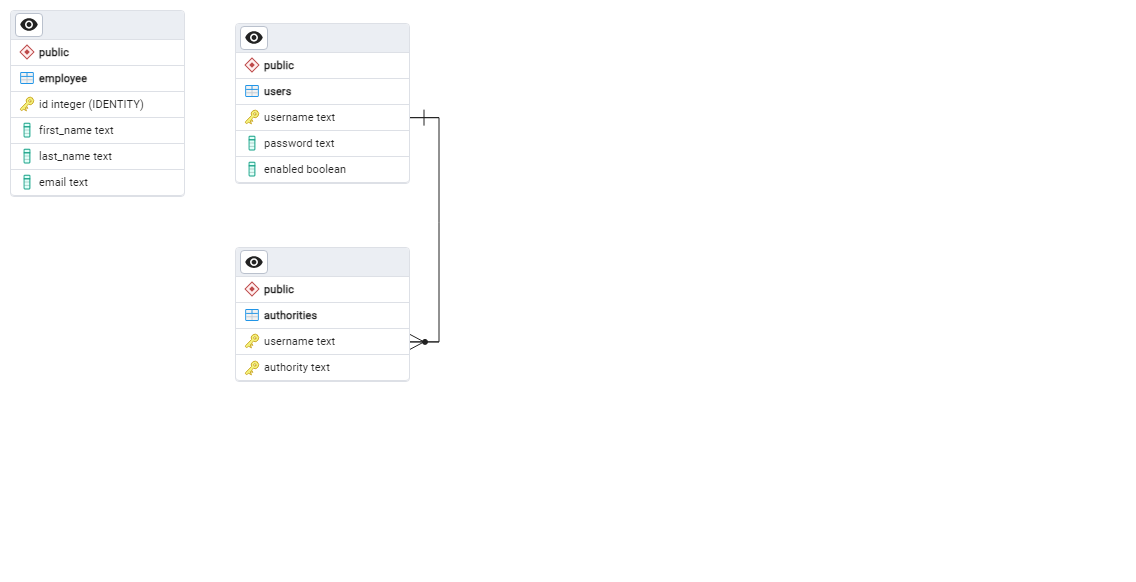 public
employee
id integer (IDENTITY)
first_name text
last_name text
email text
public
users
username text
password text
enabled boolean
public
authorities
username text
authority text